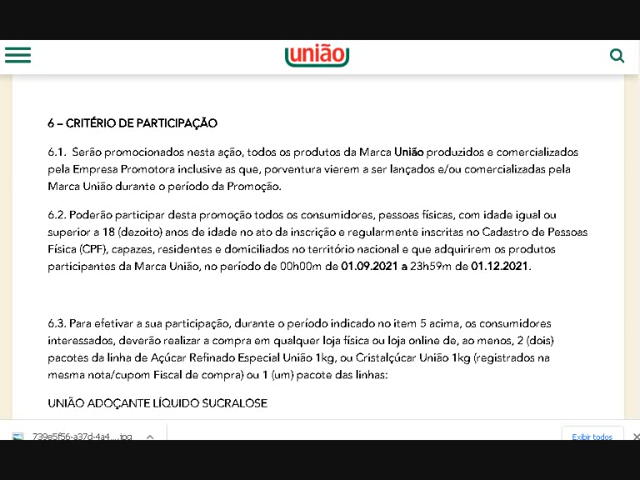 união
6 – CRITÉRIO DE PARTICIPAÇÃO
6.1. Serão promocionados nesta ação, todos os produtos da Marca União produzidos e comercializados
pela Empresa Promotora inclusive as que, porventura vierem a ser lançados e/ou comercializadas pela
Marca União durante o período da Promoção.
6.2. Poderão participar desta promoção todos os consumidores, pessoas físicas, com idade igual ou
superior a 18 (dezoito) anos de idade no ato da inscrição e regularmente inscritas no Cadastro de Pessoas
Física (CPF), capazes, residentes e domiciliados no território nacional e que adquirirem os produtos
participantes da Marca União, no período de 00h00m de 01.09.2021 a 23h59m de 01.12.2021.
6.3. Para efetivar a sua participação, durante o período indicado no item 5 acima, os consumidores
interessados, deverão realizar a compra em qualquer loja física ou loja online de, ao menos, 2 (dois)
pacotes da linha de Açúcar Refinado Especial União 1kg, ou Cristalçúcar União 1kg (registrados na
mesma nota/cupom Fiscal de compra) ou 1 (um) pacote das linhas:
UNIÃO ADOÇANTE LÍQUIDO SUCRALOSE
739e5f56-a37d-4a4....jpg
Exibir todos